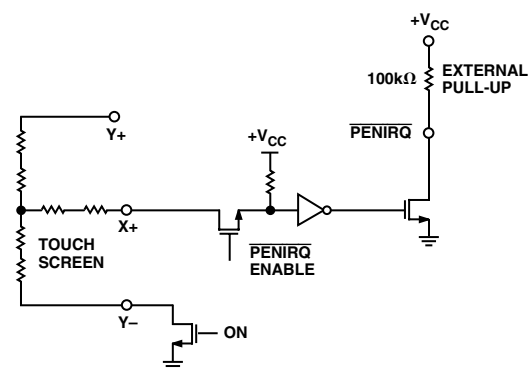 +VCC
100kΩ
EXTERNAL
PULL-UP
PENIRQ
Y+
+VCC
X+
TOUCH
SCREEN
PENIRQ
ENABLE
Y–
ON